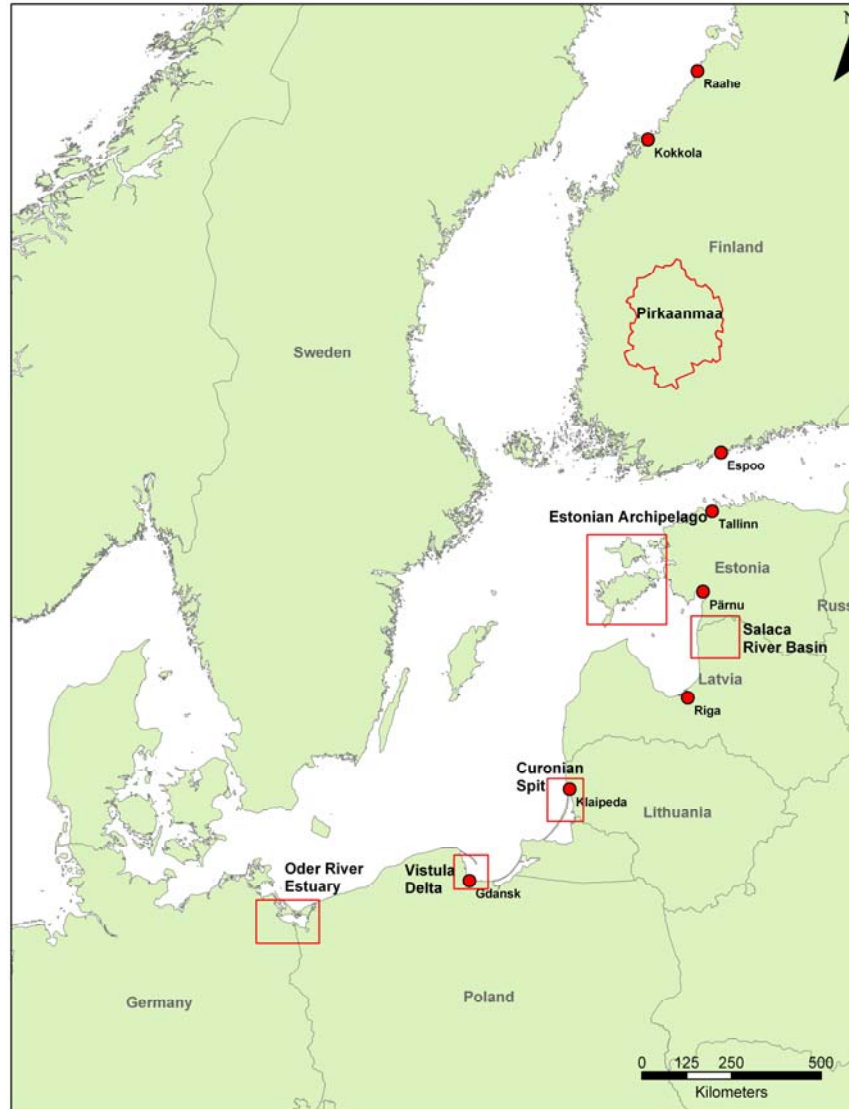 N
Raahe
Kokkola
Finland
Pirkaanmaa
Sweden
Espoo
Estonian Archipelago
Tallinn
Estonia
Pärnu
Russ
Salaca
River Basin
Latvia
Riga
Curonian
Spit
Klaipeda
Lithuania
Oder River
Estuary
Vistula
Delta
Gdansk
Germany
Poland
0 125 250 500
Kilometers